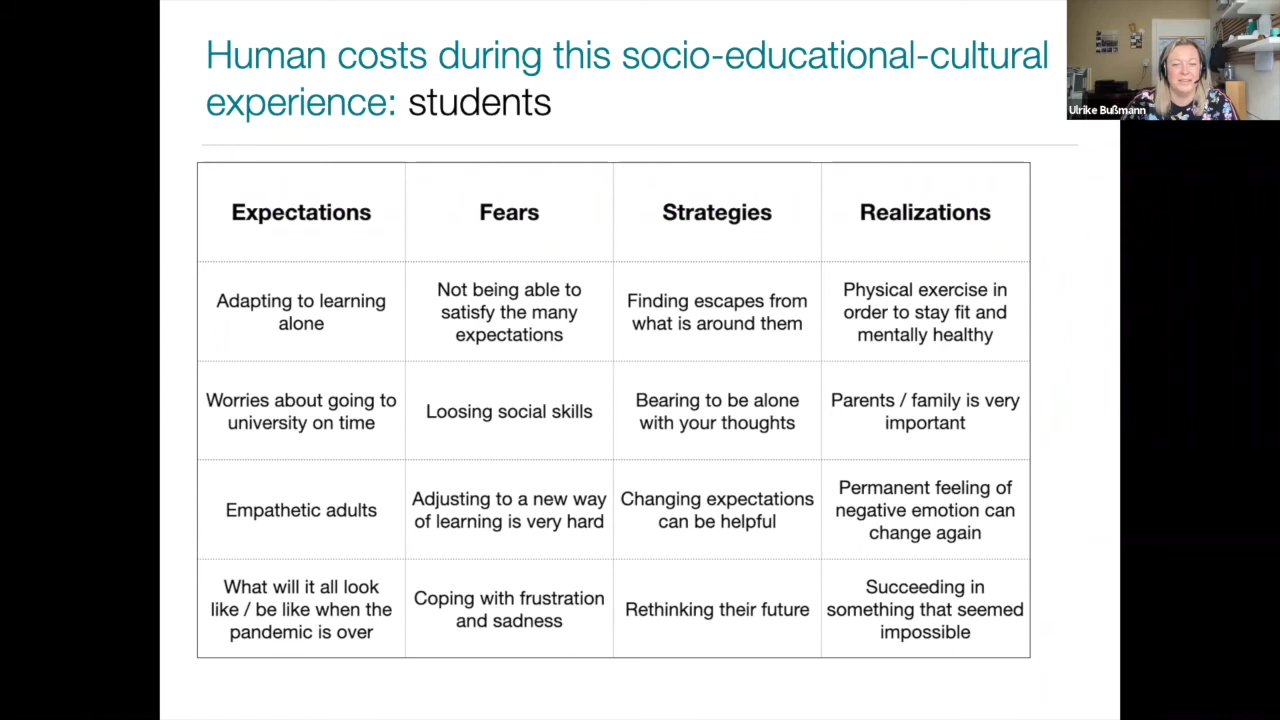 Human costs during this socio-educational-cultural
experience: students
Ulrike Bußmann
Expectations
Fears
Strategies
Realizations
Adapting to learning
alone
Not being able to
satisfy the many
expectations
Finding escapes from
what is around them
Physical exercise in
order to stay fit and
mentally healthy
Worries about going to
university on time
Loosing social skills
Bearing to be alone
with your thoughts
Parents / family is very
important
Empathetic adults
Adjusting to a new way
of learning is very hard
Changing expectations
can be helpful
Permanent feeling of
negative emotion can
change again
What will it all look
like / be like when the
pandemic is over
Coping with frustration
and sadness
Rethinking their future
Succeeding in
something that seemed
impossible